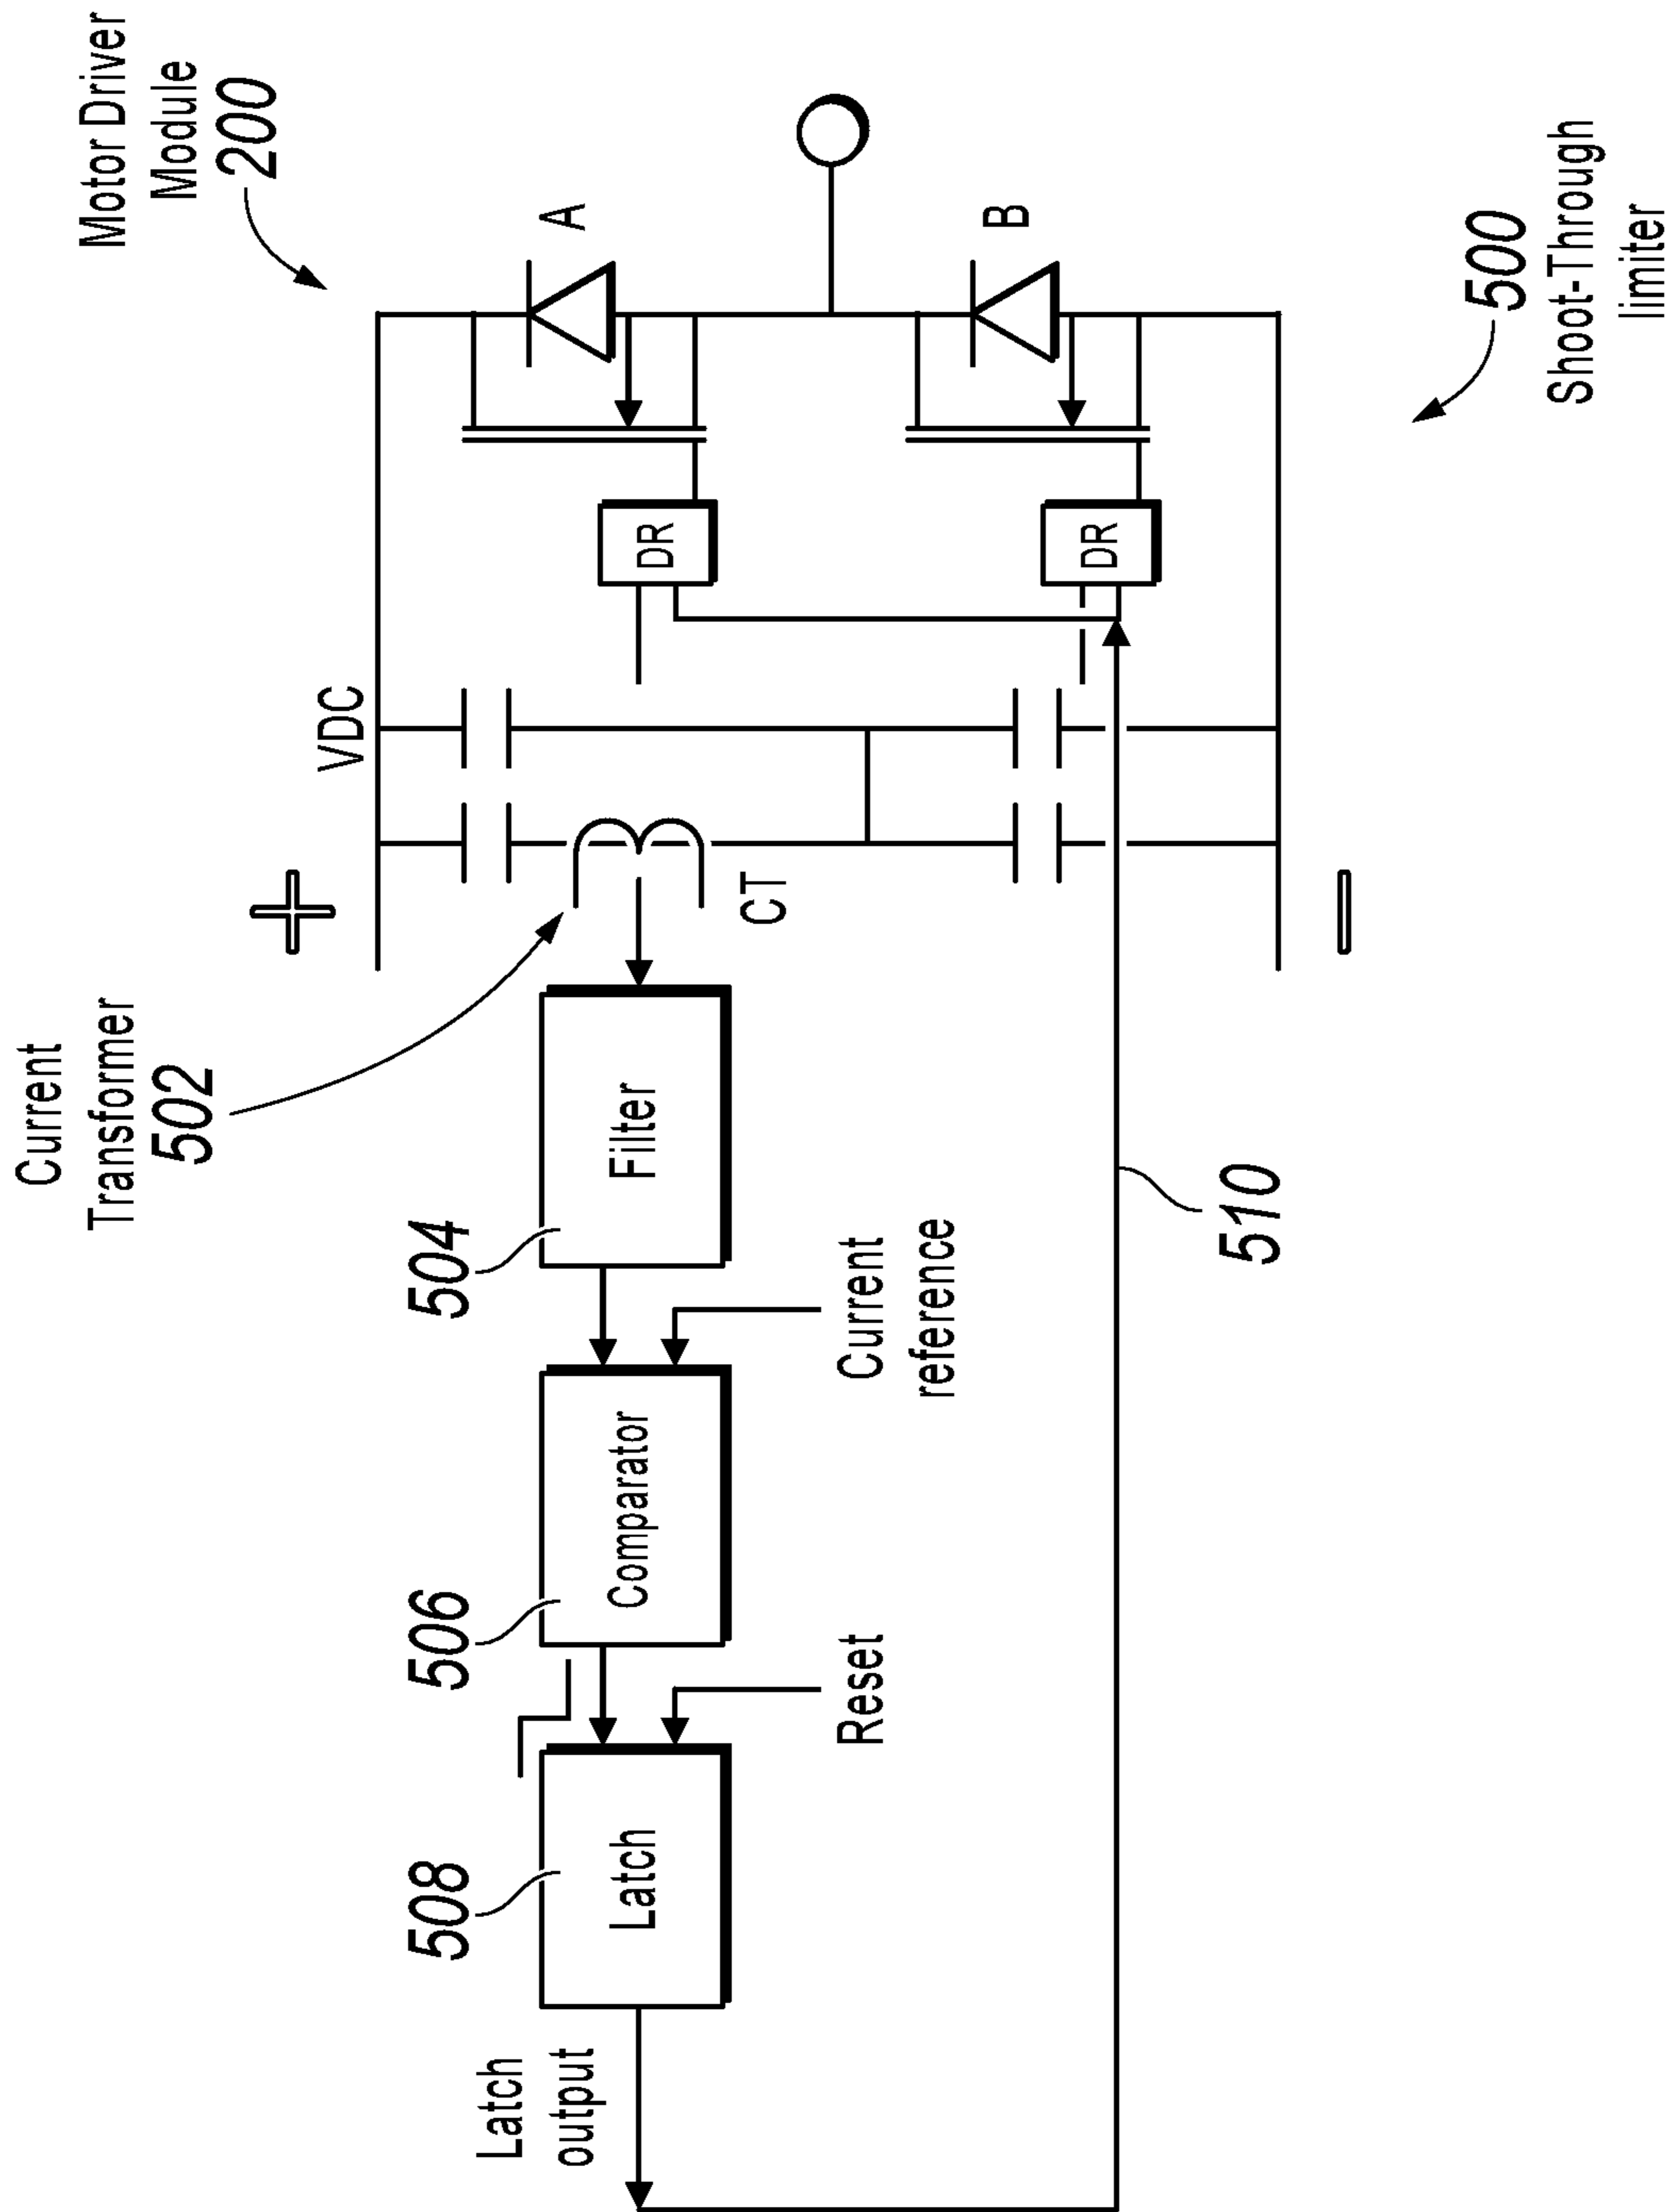 Motor Driver
Module
200
Current
Transformer
502
VDC
A
+
508
506
504
Latch
output
Latch
Comparator
Filter
DR
CT
B
Reset
Current
reference
DR
510
−
500
Shoot-Through
limiter